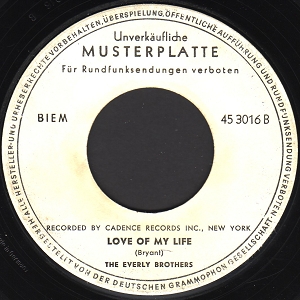 ALLE HERSTELLER- UND URHEBERRECHTE VORBEHALTEN, ÜBERSPIELUNG, ÖFFENTLICHE AUFFÜHRUNG UND RUNDFUNKSENDUNGEN VERBOTEN
HERGESTELLT VON DER DEUTSCHEN GRAMMOPHON GESELLSCHAFT
Unverkäufliche
MUSTERPLATTE
Für Rundfunksendungen verboten
BIEM
45 3016 B
RECORDED BY CADENCE RECORDS INC., NEW YORK
LOVE OF MY LIFE
(Bryant)
THE EVERLY BROTHERS